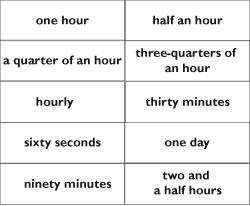 one hour
half an hour
a quarter of an hour
three-quarters of
an hour
hourly
thirty minutes
sixty seconds
one day
ninety minutes
two and
a half hours